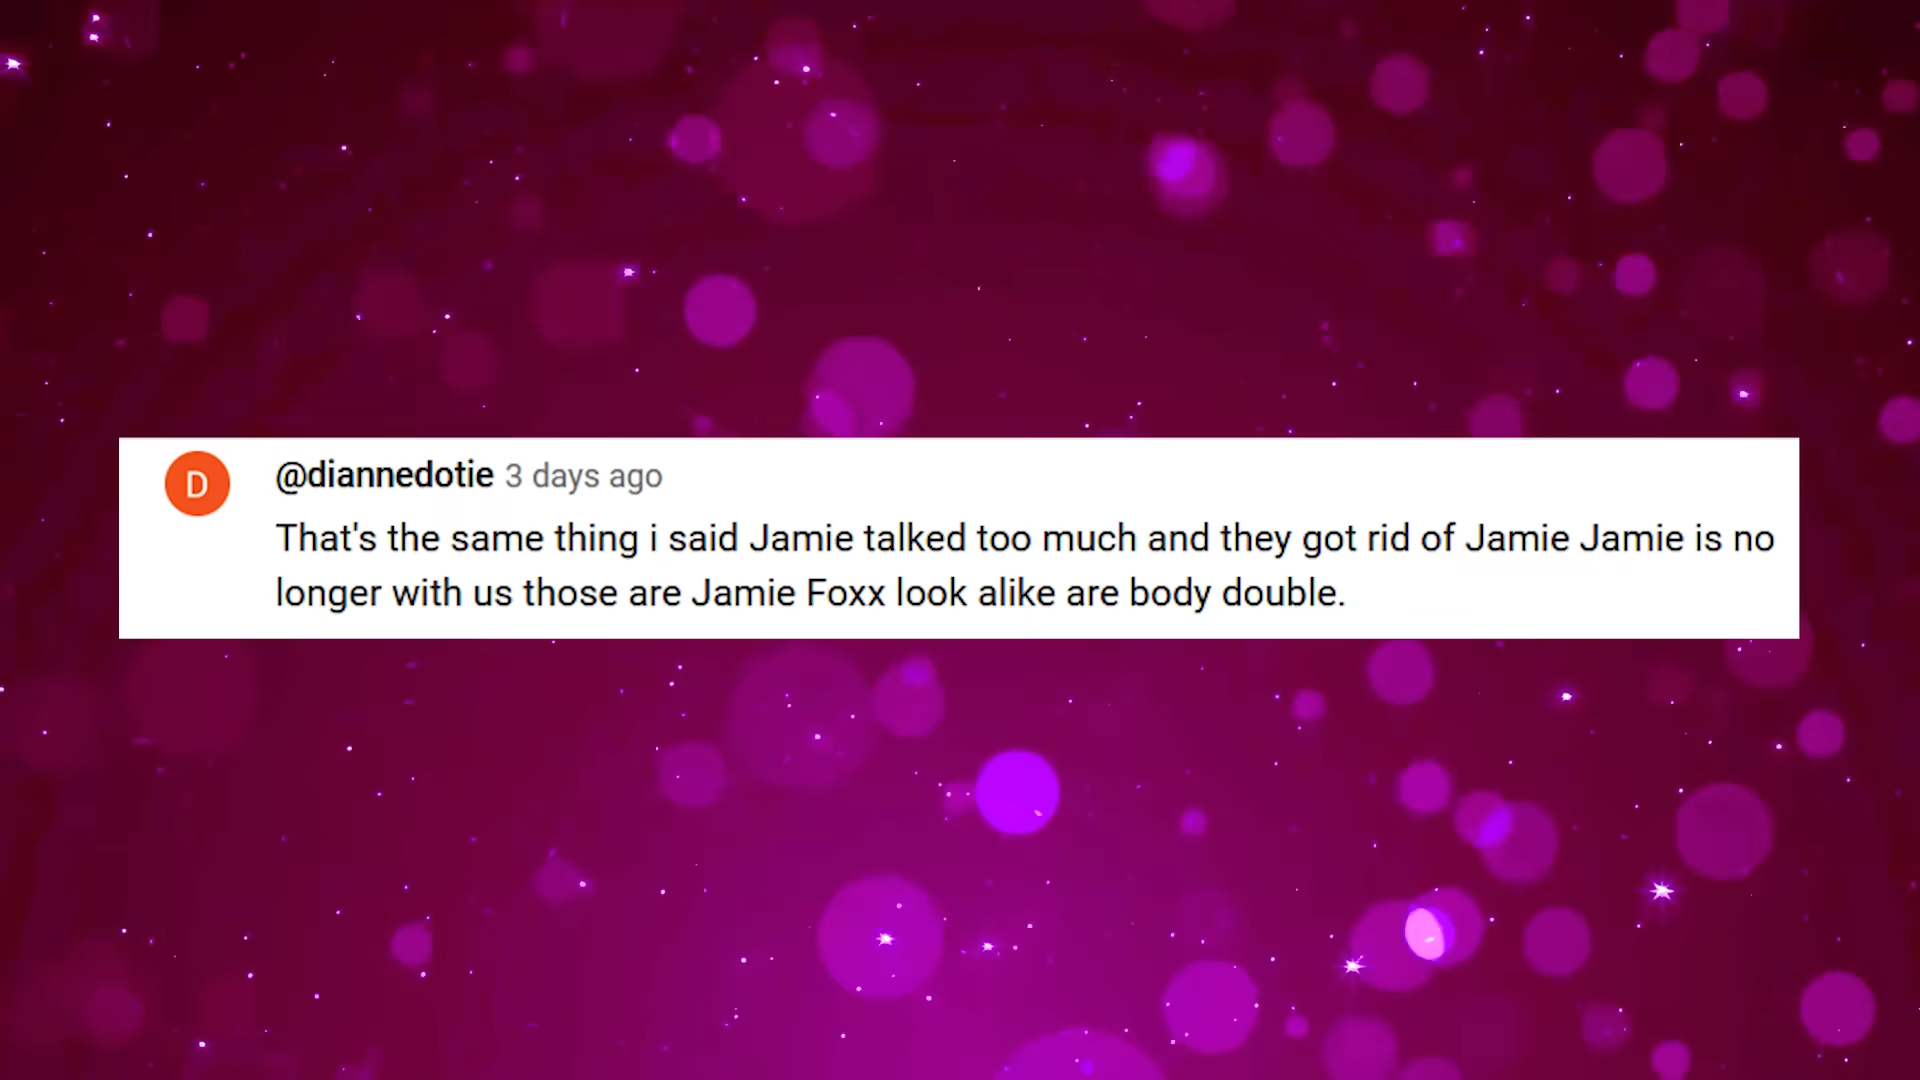 D
@diannedotie 3 days ago
That's the same thing i said Jamie talked too much and they got rid of Jamie Jamie is no
longer with us those are Jamie Foxx look alike are body double.